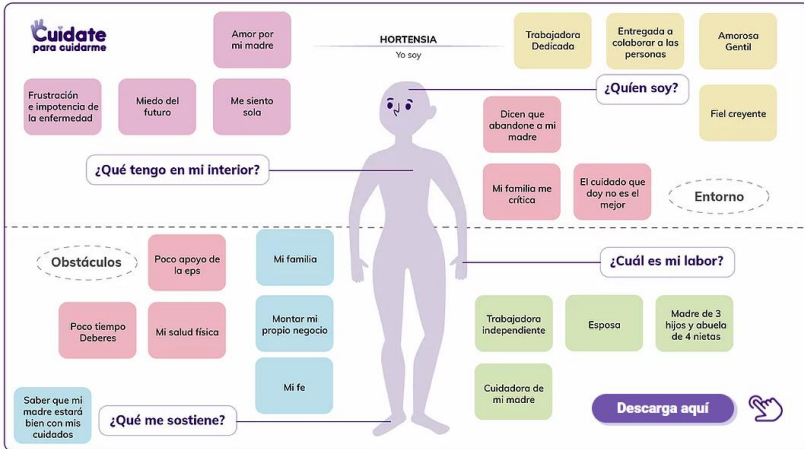 Cuídate
para cuidarme
HORTENSIA
Yo soy
Amor por
mi madre
Frustración
e impotencia de
la enfermedad
Miedo del
futuro
Me siento
sola
¿Qué tengo en mi interior?
Trabajadora
Dedicada
Entregada a
colaborar a las
personas
Amorosa
Gentil
¿Quíen soy?
Fiel creyente
Dicen que
abandone a mi
madre
Mi familia me
crítica
El cuidado que
doy no es el
mejor
Entorno
Obstáculos
Poco apoyo de
la eps
Poco tiempo
Deberes
Mi salud física
Mi familia
Montar mi
propio negocio
Mi fe
Saber que mi
madre estará
bien con mis
cuidados
¿Qué me sostiene?
¿Cuál es mi labor?
Trabajadora
independiente
Esposa
Madre de 3
hijos y abuela
de 4 nietas
Cuidadora de
mi madre
Descarga aquí